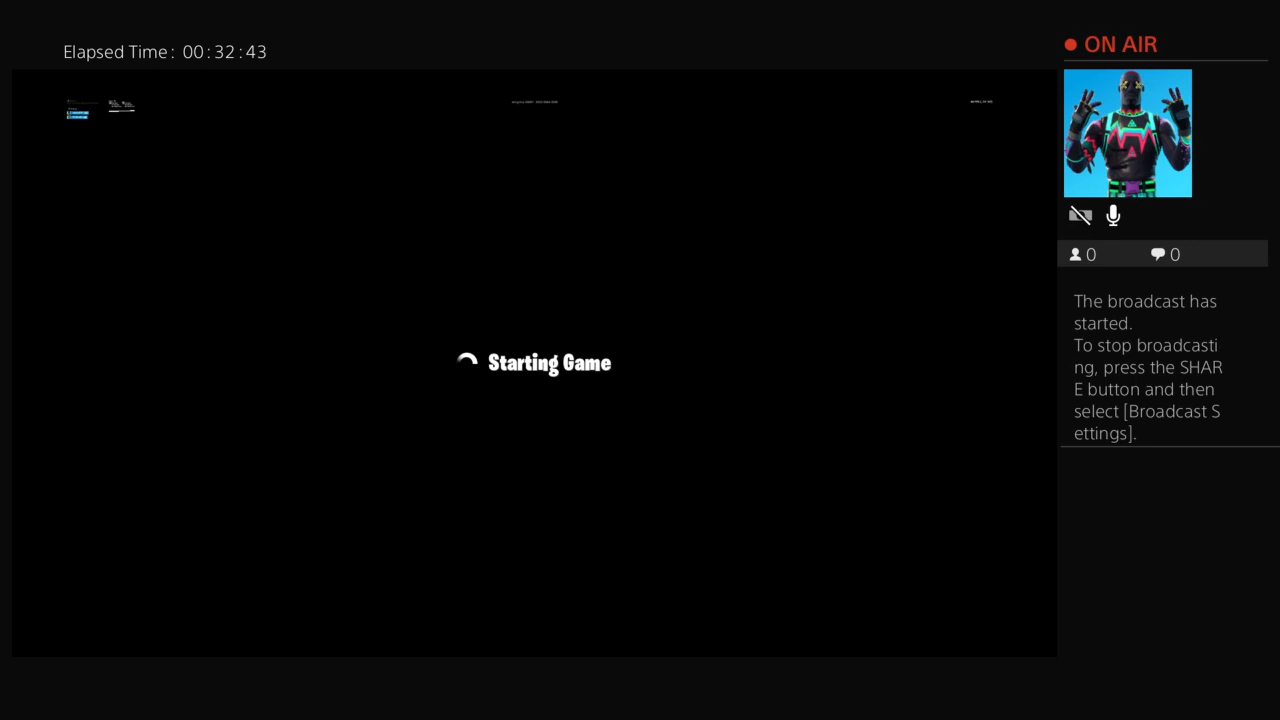 Elapsed Time: 00:32:43
ON AIR
0 0
Starting Game
The broadcast has
started.
To stop broadcasti
ng, press the SHAR
E button and then
select [Broadcast S
ettings].